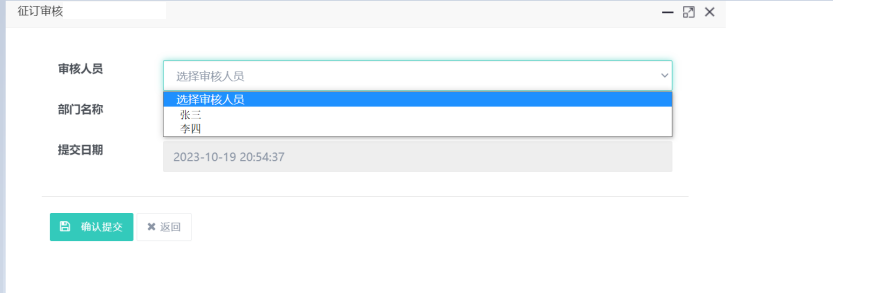 征订审核
审核人员
选择审核人员
选择审核人员
张三
李四
部门名称
提交日期
2023-10-19 20:54:37
确认提交
返回